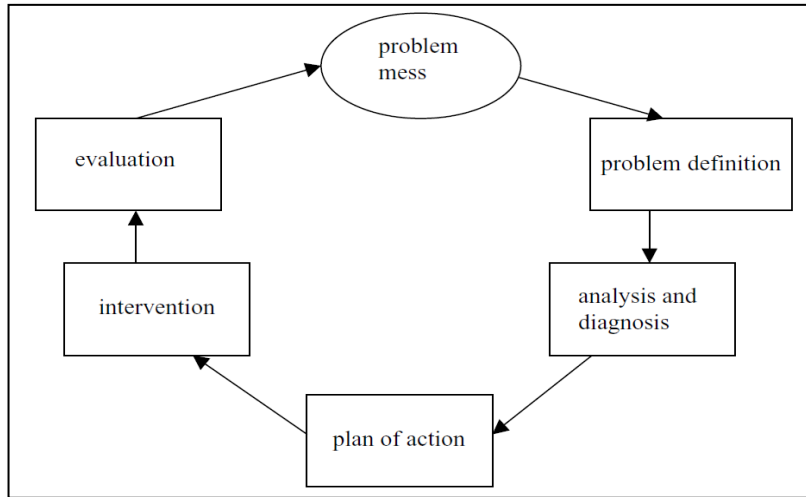 problem
mess
problem definition
analysis and
diagnosis
plan of action
intervention
evaluation